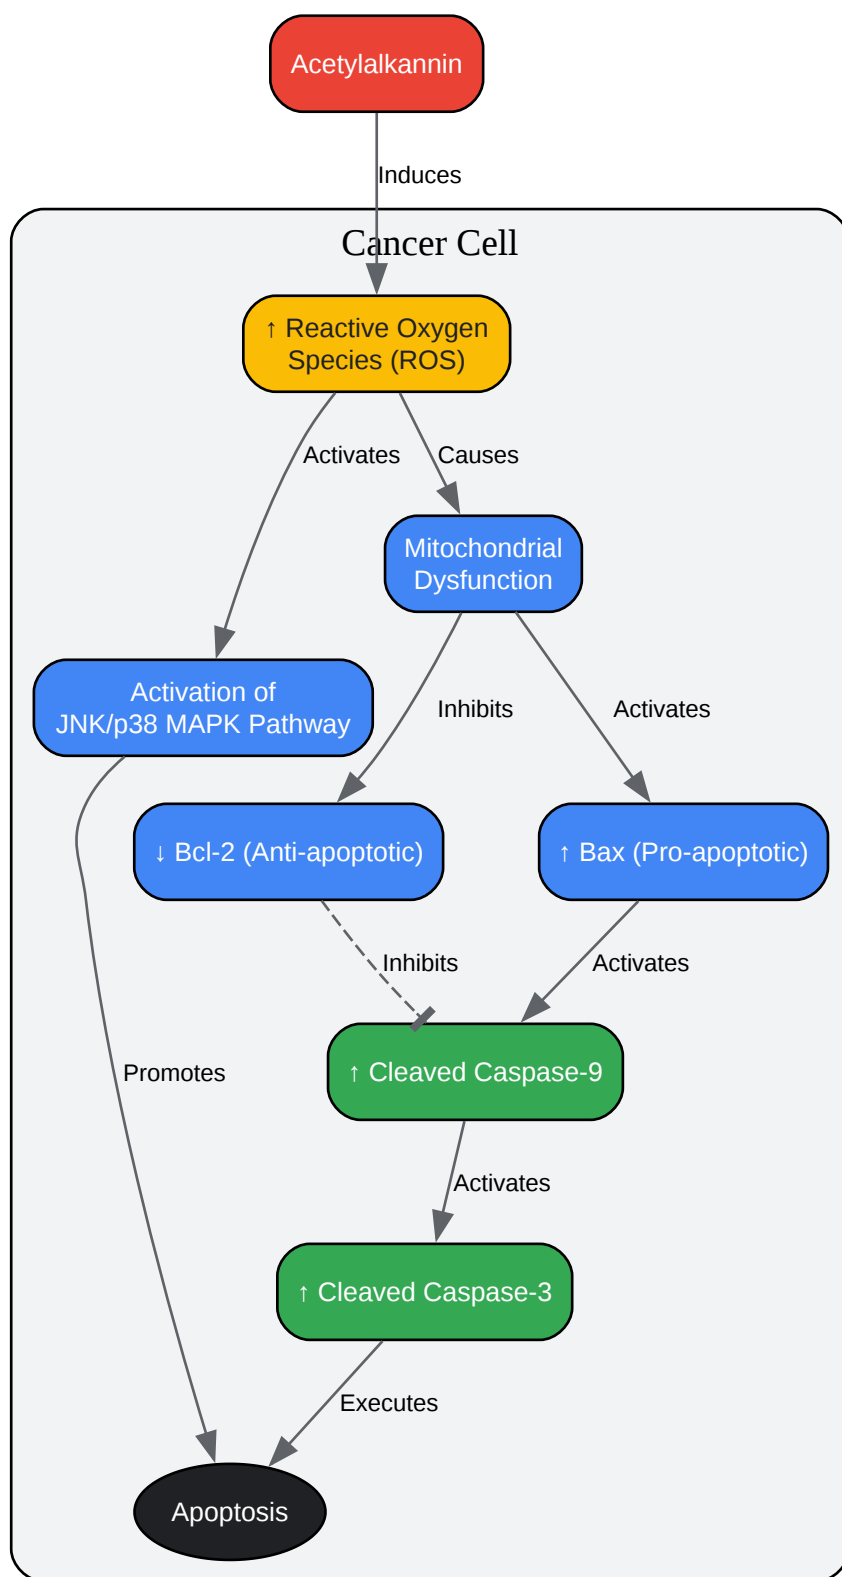 Acetylalkannin
Induces
Cancer Cell
↑ Reactive Oxygen
Species (ROS)
Activates
Causes
Mitochondrial
Dysfunction
Activation of
JNK/p38 MAPK Pathway
Inhibits
Activates
↓ Bcl-2 (Anti-apoptotic)
↑ Bax (Pro-apoptotic)
Inhibits
Activates
↑ Cleaved Caspase-9
Promotes
Activates
↑ Cleaved Caspase-3
Executes
Apoptosis